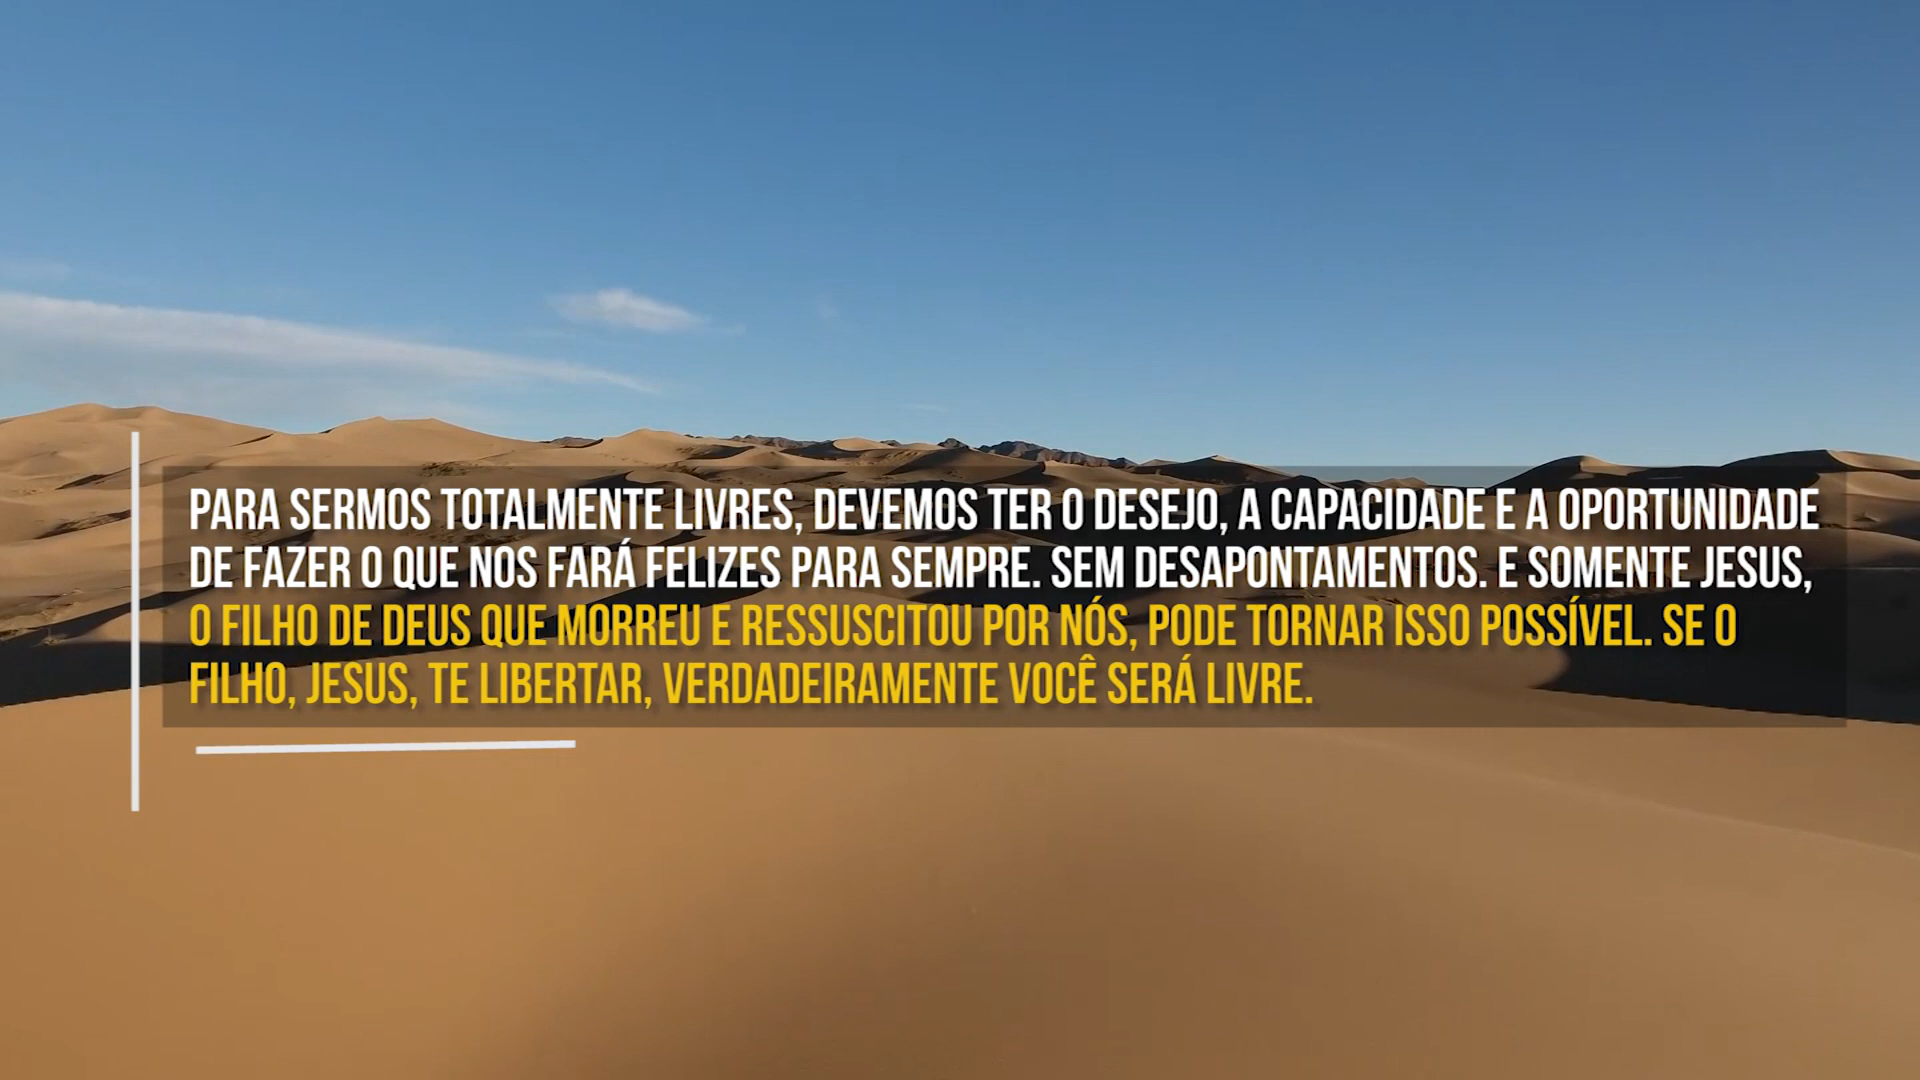 PARA SERMOS TOTALMENTE LIVRES, DEVEMOS TER O DESEJO, A CAPACIDADE E A OPORTUNIDADE
DE FAZER O QUE NOS FARÁ FELIZES PARA SEMPRE. SEM DESAPONTAMENTOS. E SOMENTE JESUS,
O FILHO DE DEUS QUE MORREU E RESSUSCITOU POR NÓS, PODE TORNAR ISSO POSSÍVEL. SE O
FILHO, JESUS, TE LIBERTAR, VERDADEIRAMENTE VOCÊ SERÁ LIVRE.